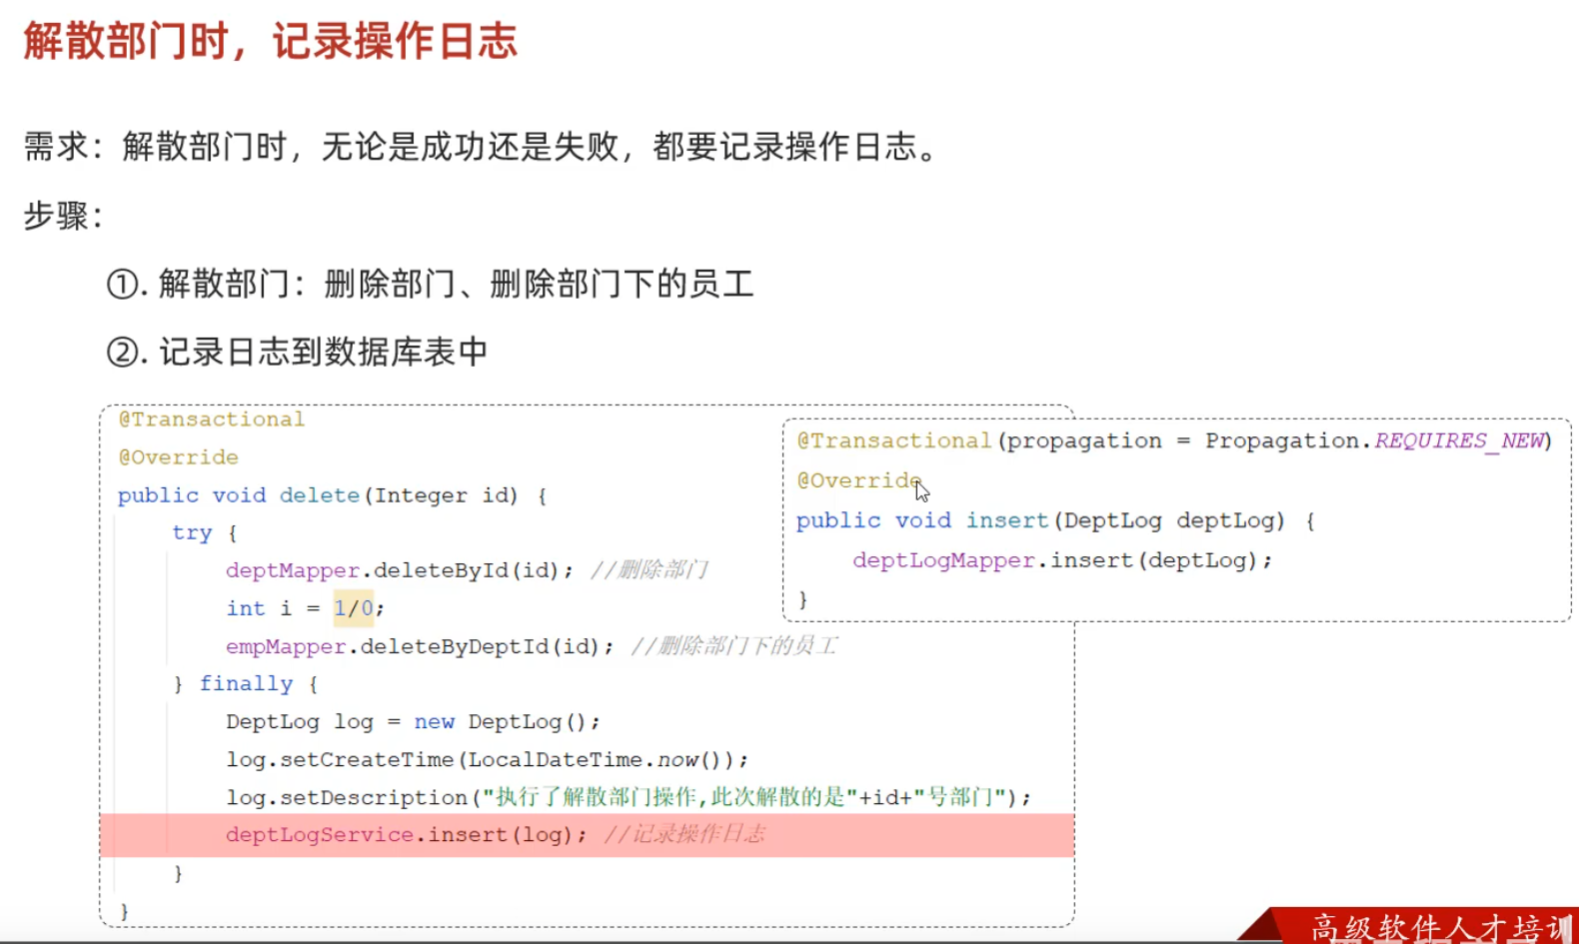 解散部门时，记录操作日志
需求：解散部门时，无论是成功还是失败，都要记录操作日志。
步骤：
①. 解散部门：删除部门、删除部门下的员工
②. 记录日志到数据库表中
@Transactional
@Override
public void delete(Integer id) {
try {
deptMapper.deleteById(id); //删除部门
int i = 1/0;
empMapper.deleteByDeptId(id); //删除部门下的员工
} finally {
DeptLog log = new DeptLog();
log.setCreateTime(LocalDateTime.now());
log.setDescription("执行了解散部门操作,此次解散的是"+id+"号部门");
deptLogService.insert(log); //记录操作日志
}
}
@Transactional(propagation = Propagation.REQUIRES_NEW)
@Override
public void insert(DeptLog deptLog) {
deptLogMapper.insert(deptLog);
}
高级软件人才培训